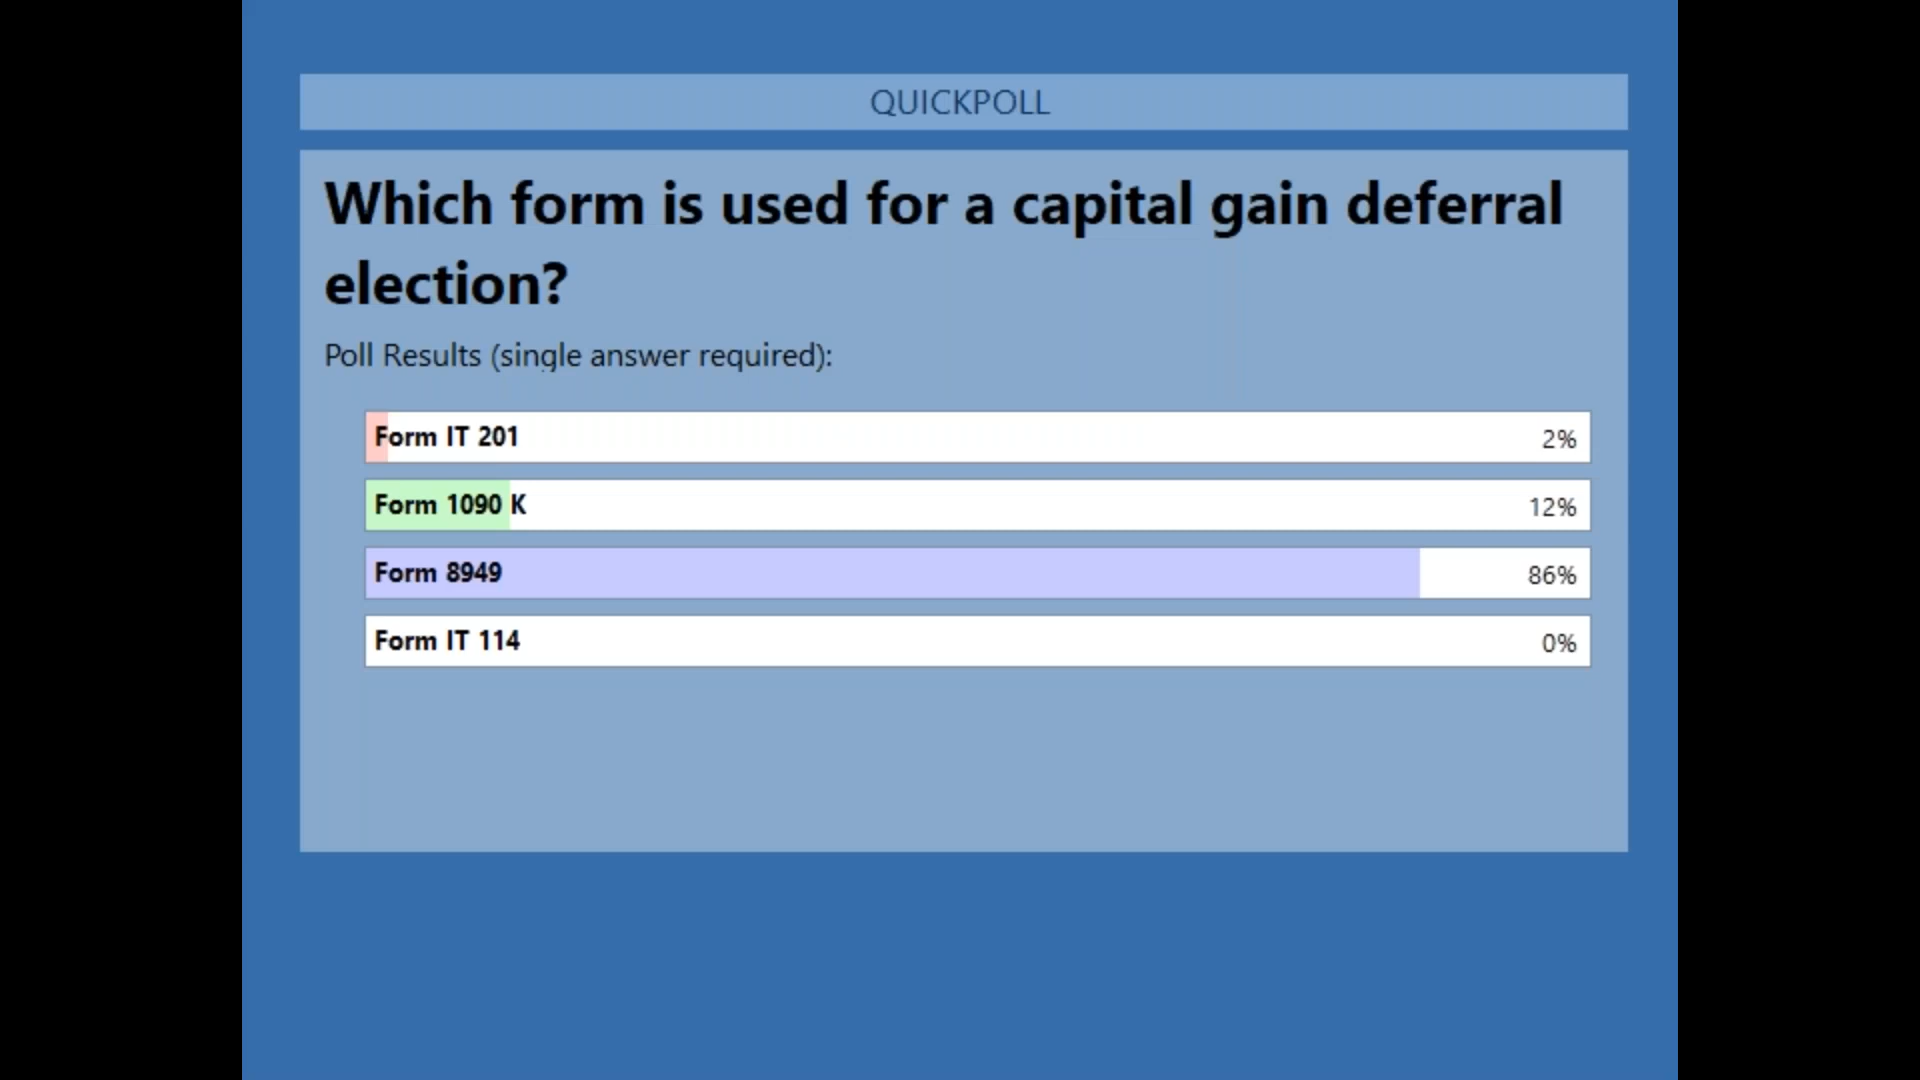 QUICKPOLL
Which form is used for a capital gain deferral
election?
Poll Results (single answer required):
Form IT 201 2%
Form 1090 K 12%
Form 8949 86%
Form IT 114 0%